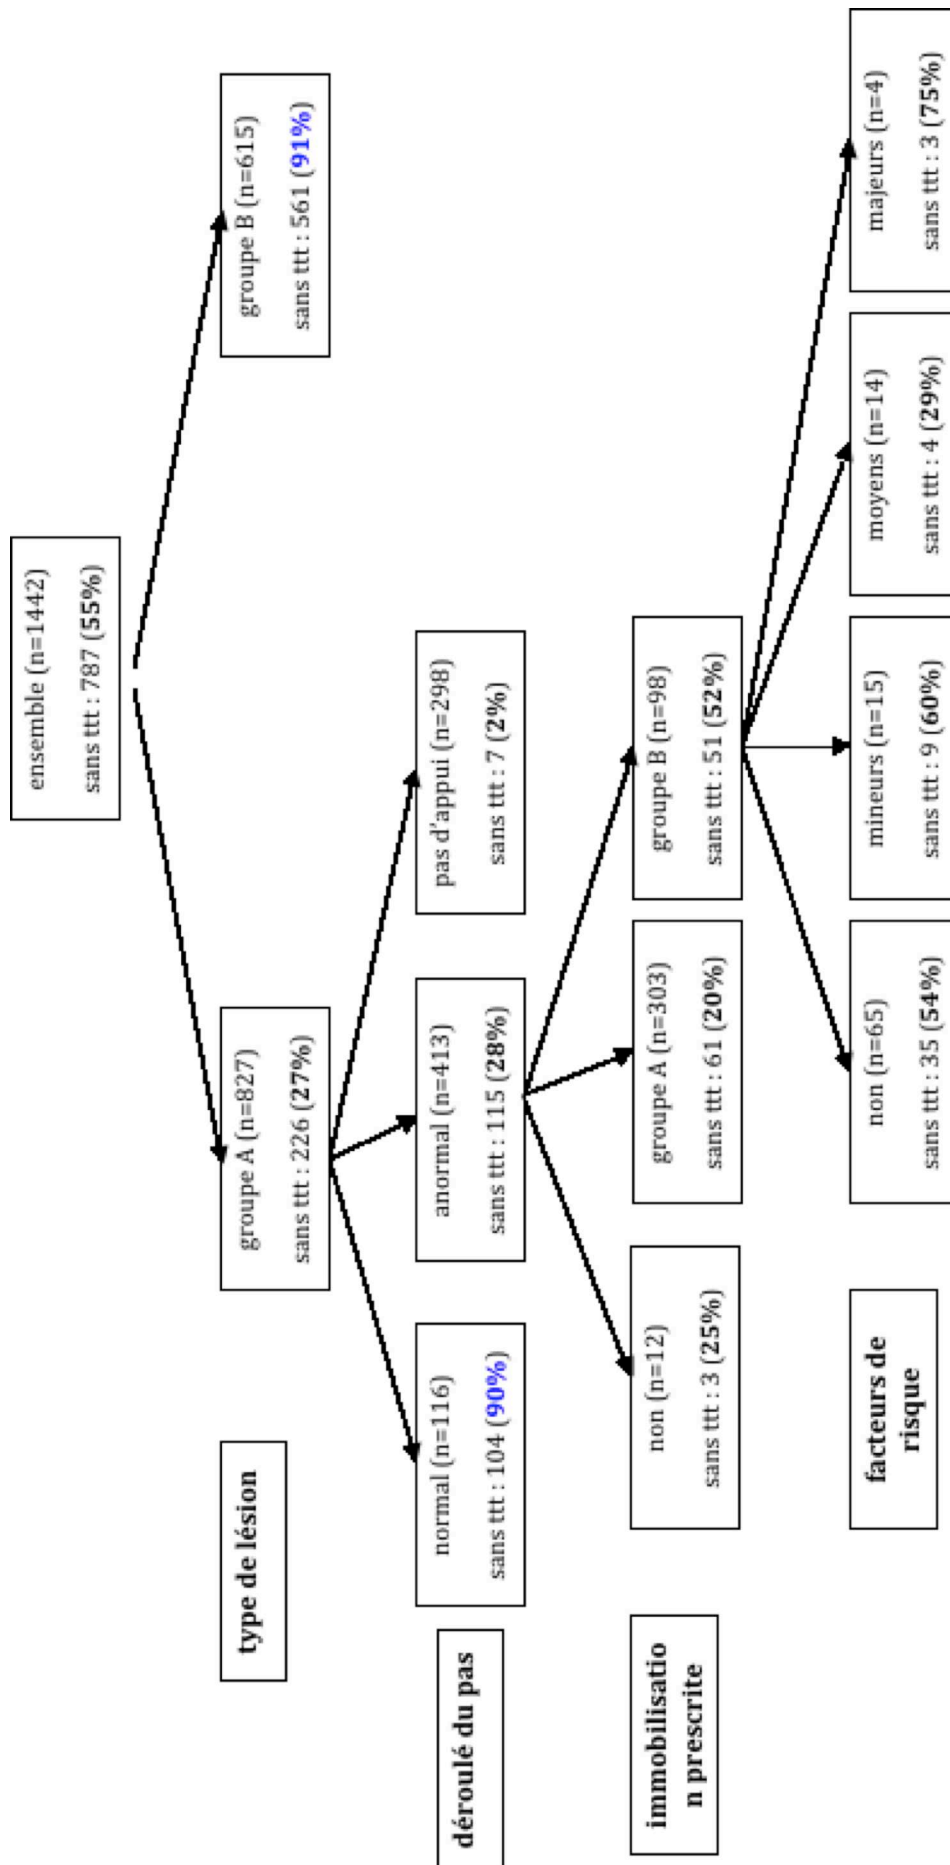 ensemble (n=1442)
sans ttt : 787 (55%)
type de lésion
groupe A (n=827)
sans ttt : 226 (27%)
groupe B (n=615)
sans ttt : 561 (91%)
déroulé du pas
normal (n=116)
sans ttt : 104 (90%)
anormal (n=413)
sans ttt : 115 (28%)
pas d'appui (n=298)
sans ttt : 7 (2%)
immobilisatio
n prescrite
non (n=12)
sans ttt : 3 (25%)
groupe A (n=303)
sans ttt : 61 (20%)
groupe B (n=98)
sans ttt : 51 (52%)
facteurs de
risque
non (n=65)
sans ttt : 35 (54%)
mineurs (n=15)
sans ttt : 9 (60%)
moyens (n=14)
sans ttt : 4 (29%)
majeurs (n=4)
sans ttt : 3 (75%)